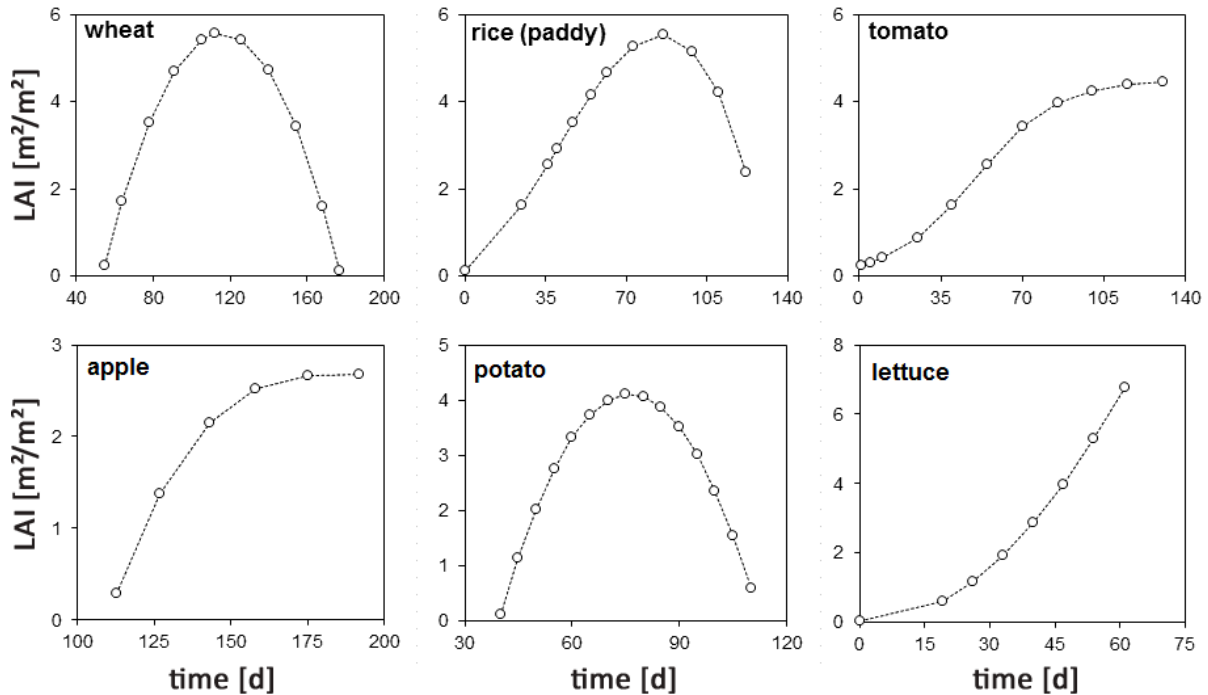 LAI [m²/m²]
wheat
6
4
2
0
40 80 120 160 200
rice (paddy)
6
4
2
0
0 35 70 105 140
tomato
6
4
2
0
0 35 70 105 140
LAI [m²/m²]
apple
3
2
1
0
100 125 150 175 200
time [d]
potato
5
4
3
2
1
0
30 60 90 120
time [d]
lettuce
8
6
4
2
0
0 15 30 45 60 75
time [d]